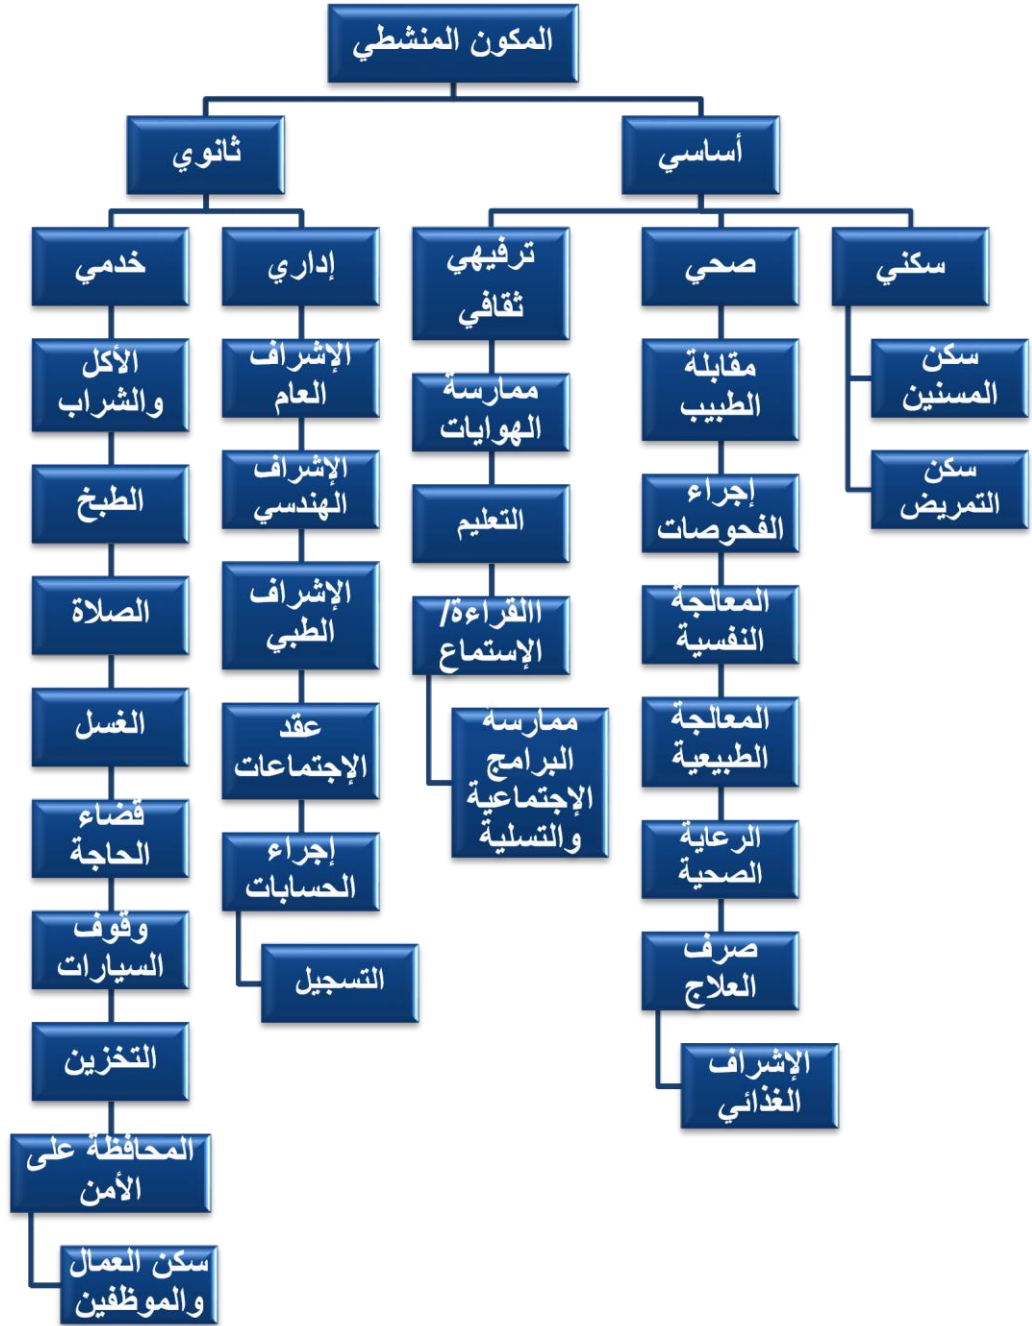 المكون المنشطي
أساسي
ثانوي
سكني
سكن
المسنين
سكن
التمريض
صحي
مقابلة
الطبيب
إجراء
الفحوصات
المعالجة
النفسية
المعالجة
الطبيعية
الرعاية
الصحية
صرف
العلاج
الإشراف
الغذائي
ترفيهي
ثقافي
ممارسة
الهوايات
التعليم
االقراءة/
الإستماع
ممارسة
البرامج
الإجتماعية
والتسلية
إداري
الإشراف
العام
الإشراف
الهندسي
الإشراف
الطبي
عقد
الإجتماعات
إجراء
الحسابات
التسجيل
خدمي
الأكل
والشراب
الطبخ
الصلاة
الغسل
قضاء
الحاجة
وقوف
السيارات
التخزين
المحافظة على
الأمن
سكن العمال
والموظفين